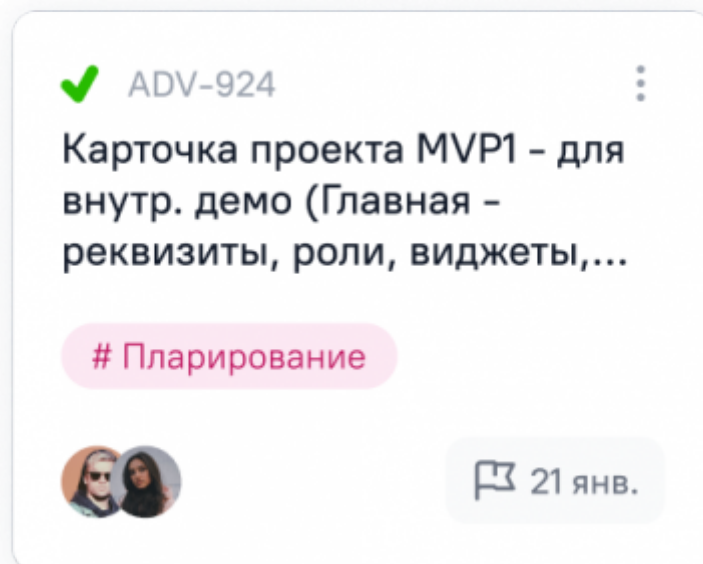 ADV-924
Карточка проекта MVP1 - для
внутр. демо (Главная -
реквизиты, роли, виджеты,...
# Пларирование
21 янв.